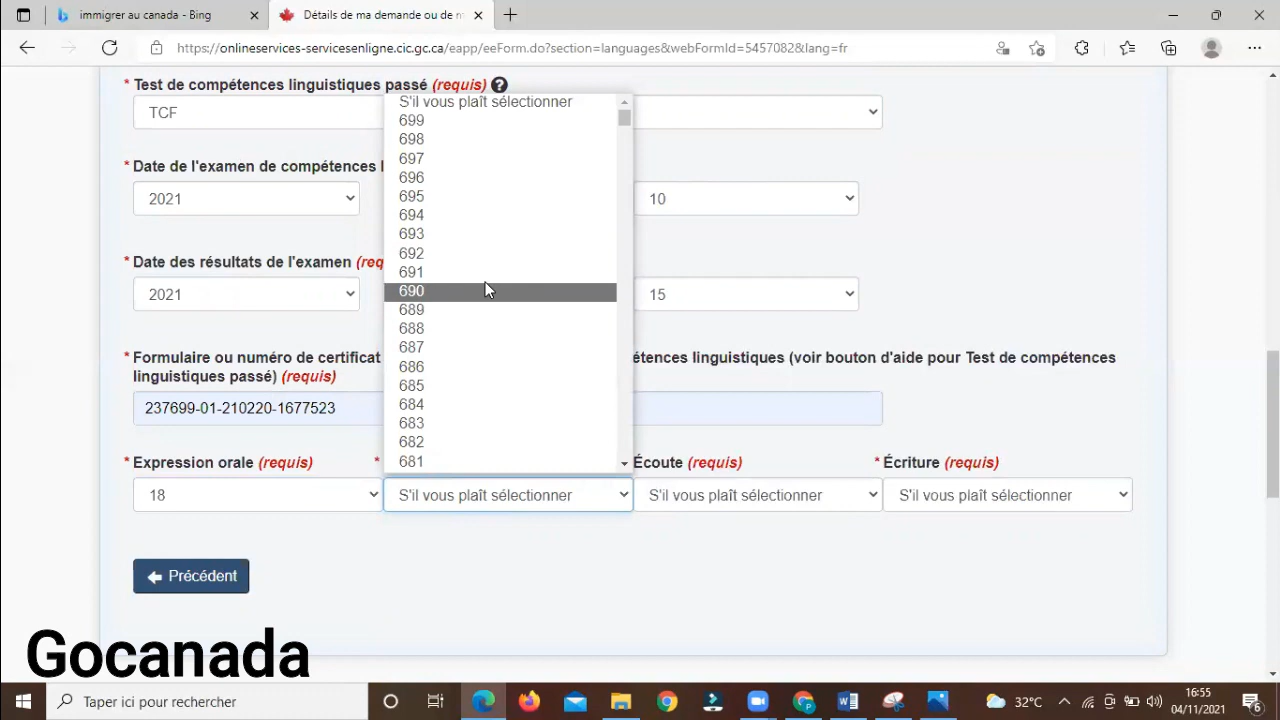 immigrer au canada - Bing
Détails de ma demande ou de m
https://onlineservices-servicesenligne.cic.gc.ca/eapp/eeForm.do?section=languages&webFormId=5457082&lang=fr
* Test de compétences linguistiques passé (requis) ?
TCF
* Date de l'examen de compétences l
2021
10
* Date des résultats de l'examen (req
2021
15
* Formulaire ou numéro de certificat
étences linguistiques (voir bouton d'aide pour Test de compétences
linguistiques passé) (requis)
237699-01-210220-1677523
S'il vous plaît sélectionner
699
698
697
696
695
694
693
692
691
690
689
688
687
686
685
684
683
682
681
* Expression orale (requis)
*
Écoute (requis)
* Écriture (requis)
18
S'il vous plaît sélectionner
S'il vous plaît sélectionner
S'il vous plaît sélectionner
Précédent
Gocanada
Taper ici pour rechercher
32°C
16:55
04/11/2021
6